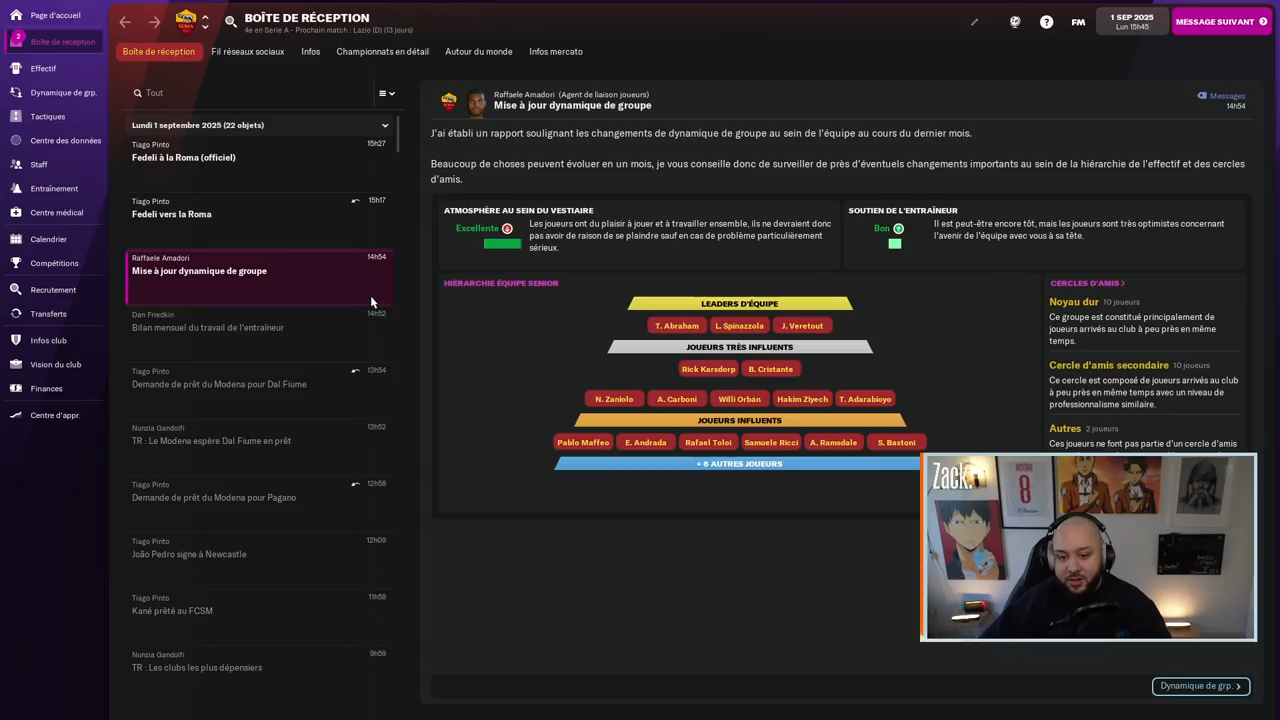 Page d'accueil
2
Boîte de réception
Effectif
Dynamique de grp.
Tactiques
Centre des données
Staff
Entraînement
Centre médical
Calendrier
Compétitions
Recrutement
Transferts
Infos club
Vision du club
Finances
Centre d'appr.
BOÎTE DE RÉCEPTION
4e en Serie A - Prochain match : Lazio (D) (13 jours)
FM
1 SEP 2025
Lun 15h45
MESSAGE SUIVANT
Boîte de réception
Fil réseaux sociaux
Infos
Championnats en détail
Autour du monde
Infos mercato
Tout
Lundi 1 septembre 2025 (22 objets)
Tiago Pinto
15h27
Fedeli à la Roma (officiel)
Tiago Pinto
15h17
Fedeli vers la Roma
Raffaele Amadori
14h54
Mise à jour dynamique de groupe
Dan Friedkin
14h52
Bilan mensuel du travail de l'entraîneur
Tiago Pinto
13h54
Demande de prêt du Modena pour Dal Fiume
Nunzia Gandolfi
13h52
TR : Le Modena espère Dal Fiume en prêt
Tiago Pinto
12h58
Demande de prêt du Modena pour Pagano
Tiago Pinto
12h09
João Pedro signe à Newcastle
Tiago Pinto
11h58
Kané prêté au FCSM
Nunzia Gandolfi
9h59
TR : Les clubs les plus dépensiers
Raffaele Amadori (Agent de liaison joueurs)
Mise à jour dynamique de groupe
Messages
14h54
J'ai établi un rapport soulignant les changements de dynamique de groupe au sein de l'équipe au cours du dernier mois.
Beaucoup de choses peuvent évoluer en un mois, je vous conseille donc de surveiller de près d'éventuels changements importants au sein de la hiérarchie de l'effectif et des cercles
d'amis.
ATMOSPHÈRE AU SEIN DU VESTIAIRE
Excellente
Les joueurs ont du plaisir à jouer et à travailler ensemble, ils ne devraient donc
pas avoir de raison de se plaindre sauf en cas de problème particulièrement
sérieux.
SOUTIEN DE L'ENTRAÎNEUR
Bon
Il est peut-être encore tôt, mais les joueurs sont très optimistes concernant
l'avenir de l'équipe avec vous à sa tête.
HIÉRARCHIE ÉQUIPE SENIOR
LEADERS D'ÉQUIPE
T. Abraham
L. Spinazzola
J. Veretout
JOUEURS TRÈS INFLUENTS
Rick Karsdorp
B. Cristante
N. Zaniolo
A. Carboni
Willi Orbán
Hakim Ziyech
T. Adarabioyo
JOUEURS INFLUENTS
Pablo Maffeo
E. Andrada
Rafael Toloi
Samuele Ricci
A. Ramsdale
S. Bastoni
+ 6 AUTRES JOUEURS
CERCLES D'AMIS
Noyau dur 10 joueurs
Ce groupe est constitué principalement de
joueurs arrivés au club à peu près en même
temps.
Cercle d'amis secondaire 10 joueurs
Ce cercle est composé de joueurs arrivés au club
à peu près en même temps avec un niveau de
professionnalisme similaire.
Autres 2 joueurs
Ces joueurs ne font pas partie d'un cercle d'amis
Zack.
8
Dynamique de grp.